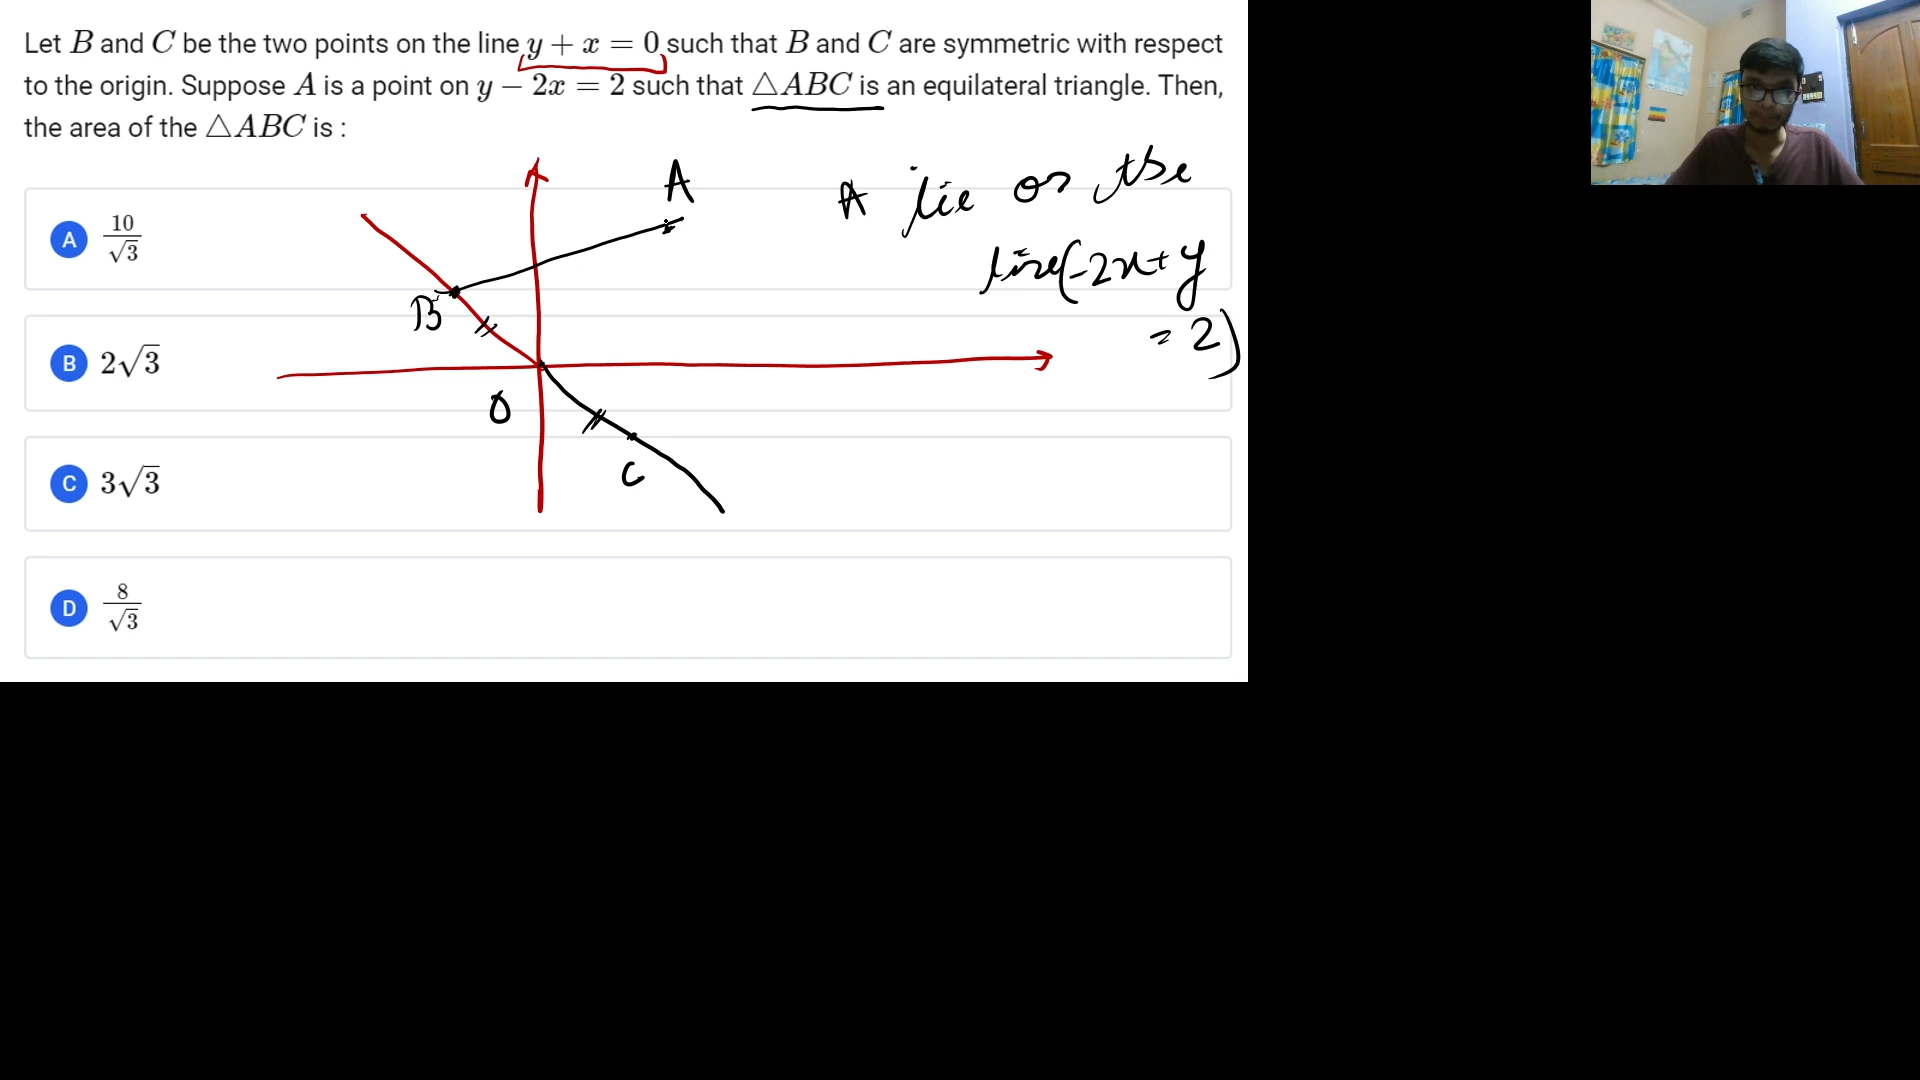 Let B and C be the two points on the line y + x = 0 such that B and C are symmetric with respect
to the origin. Suppose A is a point on y − 2x = 2 such that △ABC is an equilateral triangle. Then,
the area of the △ABC is :
A 10/√3
B 2√3
C 3√3
D 8/√3
A
B
O
C
A lie on the
line(-2x+y
= 2)